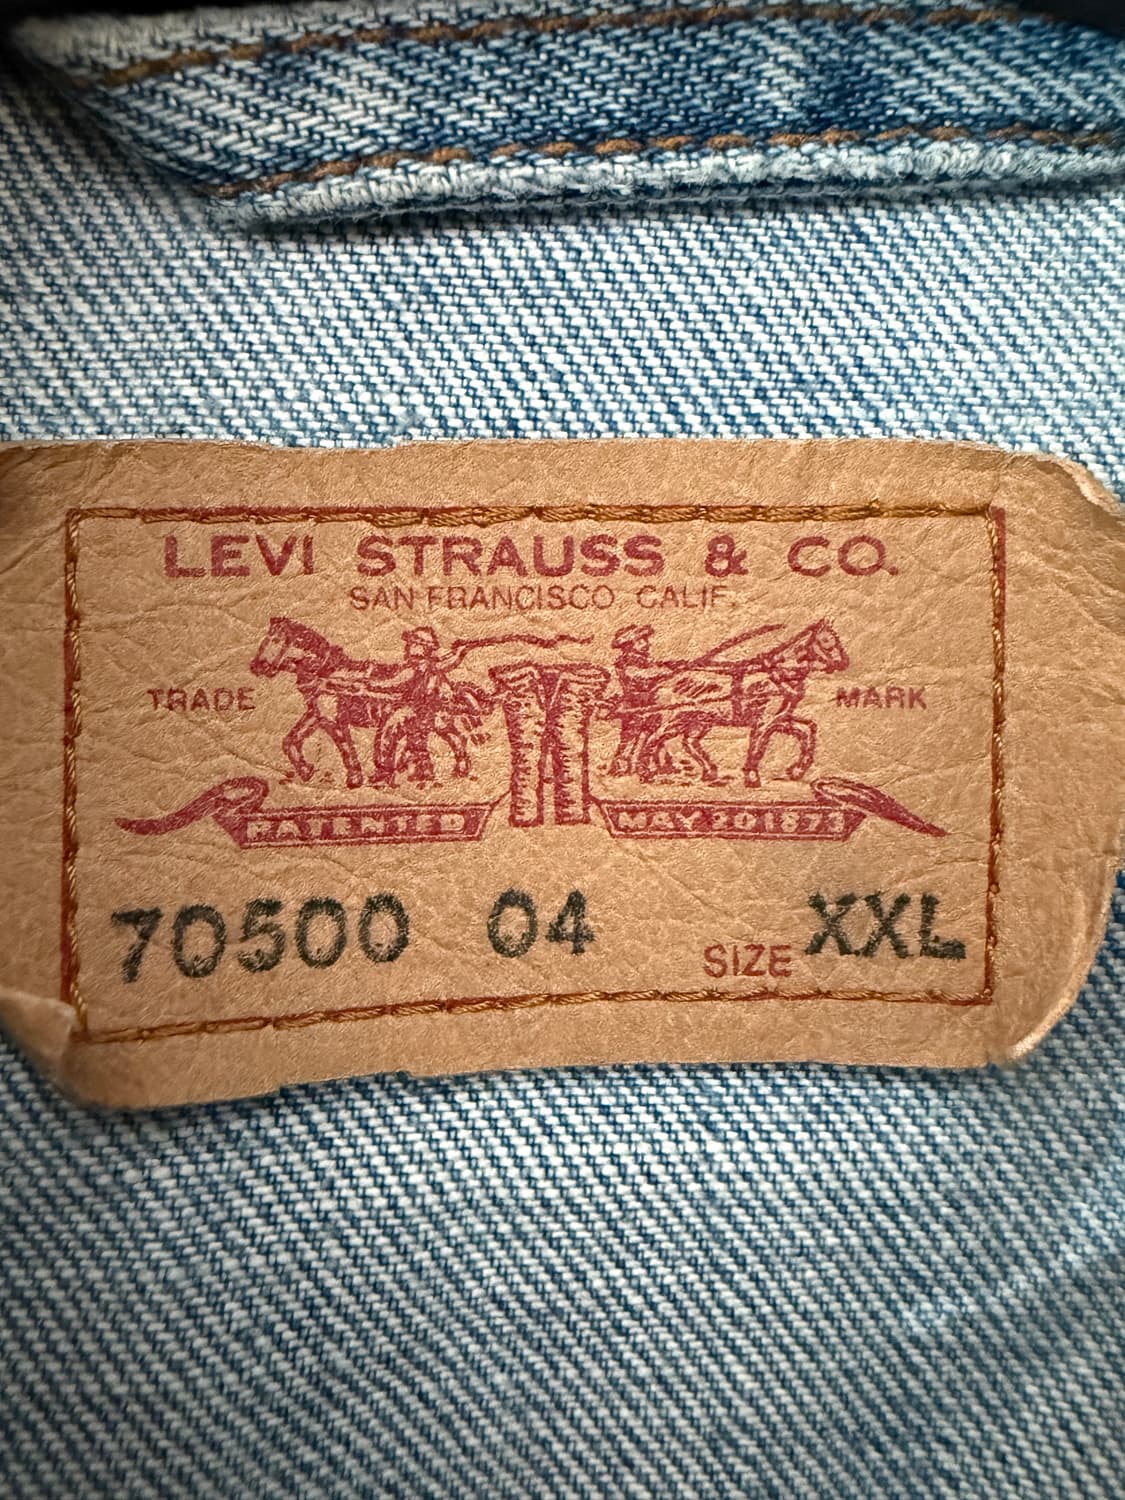 LEVI STRAUSS & CO.
SAN FRANCISCO CALIF.
TRADE MARK
PATENTED MAY 20 1873
70500 04 SIZE XXL